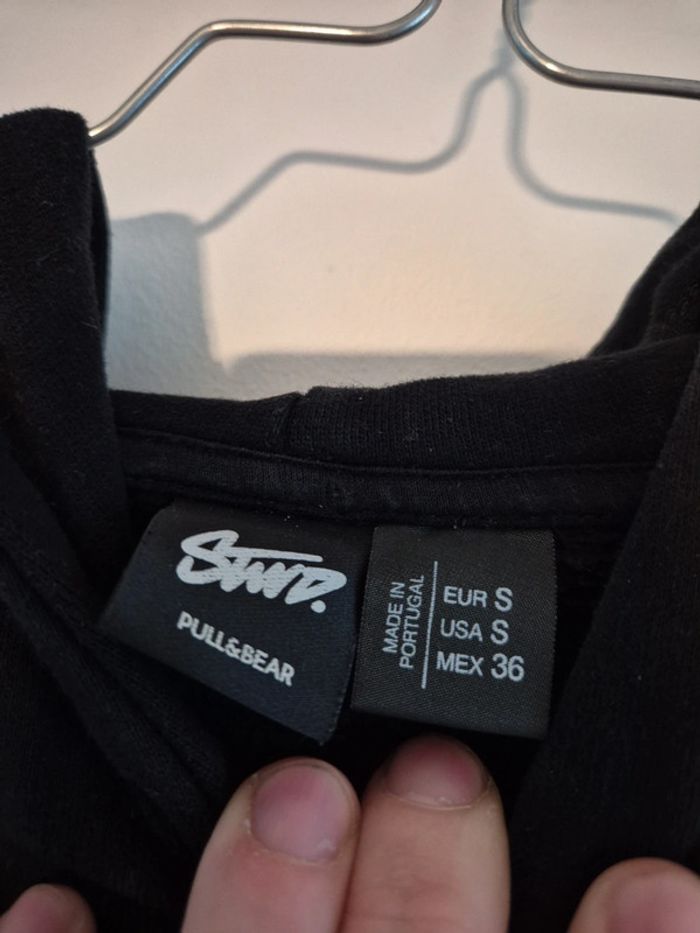 STWD.
PULL&BEAR
MADE IN
PORTUGAL
EUR S
USA S
MEX 36